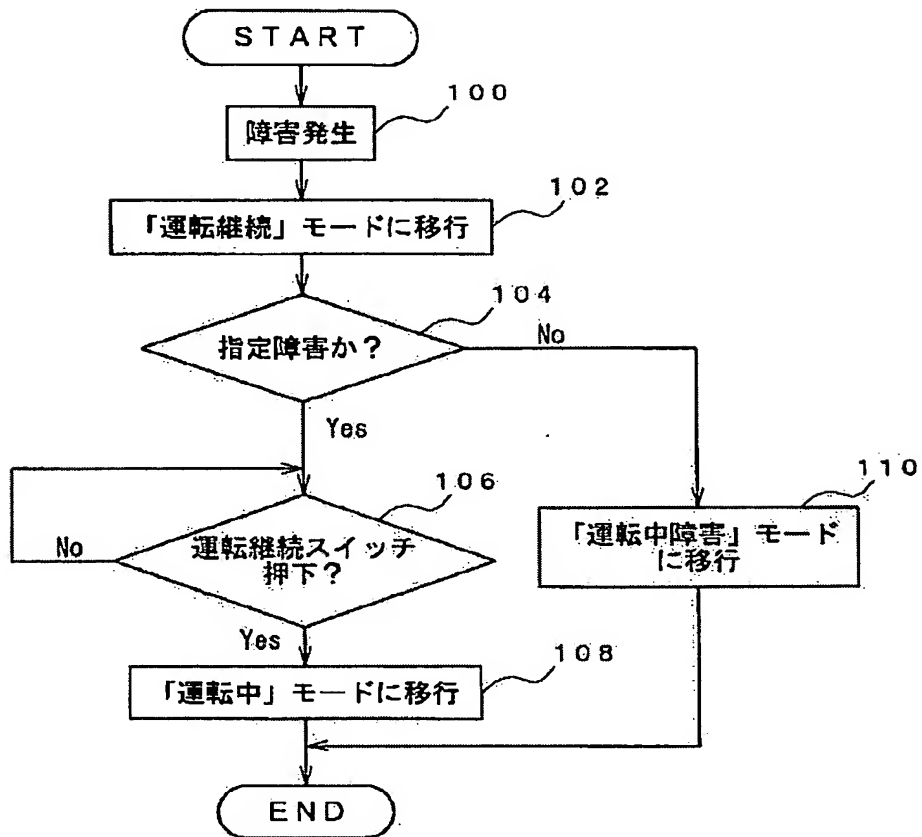 ＳＴＡＲＴ
１００
障害発生
１０２
「運転継続」モードに移行
１０４
指定障害か？
No
Yes
１０６
運転継続スイッチ
押下？
No
Yes
１０８
「運転中」モードに移行
１１０
「運転中障害」モード
に移行
ＥＮＤ